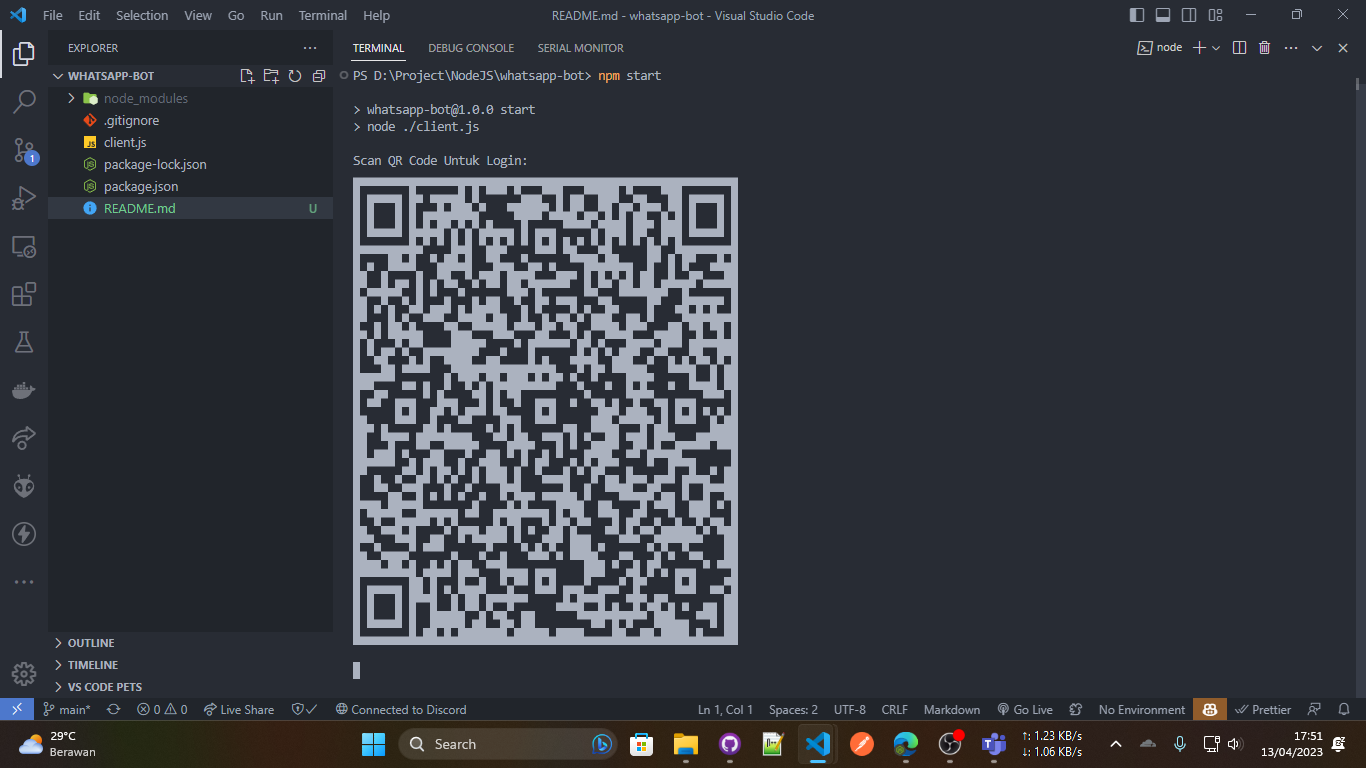 File Edit Selection View Go Run Terminal Help
README.md - whatsapp-bot - Visual Studio Code
EXPLORER
WHATSAPP-BOT
node_modules
.gitignore
client.js
package-lock.json
package.json
README.md U
OUTLINE
TIMELINE
VS CODE PETS
1
TERMINAL DEBUG CONSOLE SERIAL MONITOR
node
PS D:\Project\NodeJS\whatsapp-bot> npm start
> whatsapp-bot@1.0.0 start
> node ./client.js
Scan QR Code Untuk Login:
main* 0 0 Live Share Connected to Discord Ln 1, Col 1 Spaces: 2 UTF-8 CRLF Markdown Go Live No Environment Prettier
29°C
Berawan
Search
↑: 1.23 KB/s
↓: 1.06 KB/s
17:51
13/04/2023